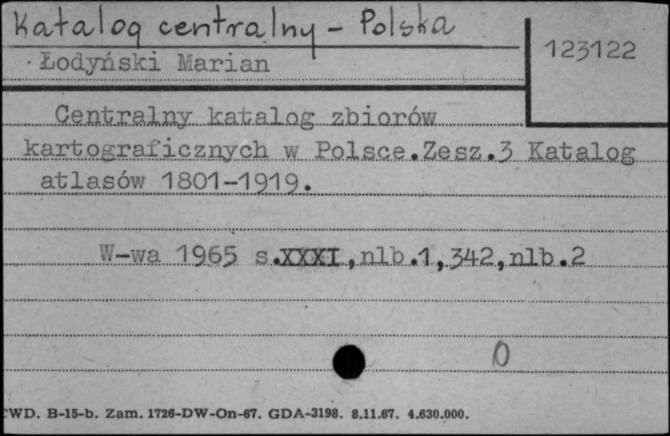 Katalog centralny - Polska
123122
Łodyński Marian
Centralny katalog zbiorów
kartograficznych w Polsce.Zesz.3 Katalog
atlasów 1801-1919.
W-wa 1965 s.XXXI,nlb.1,342,nlb.2
0
CWD. B-15-b. Zam. 1726-DW-On-67. GDA-3198. 8.11.67. 4.630.000.